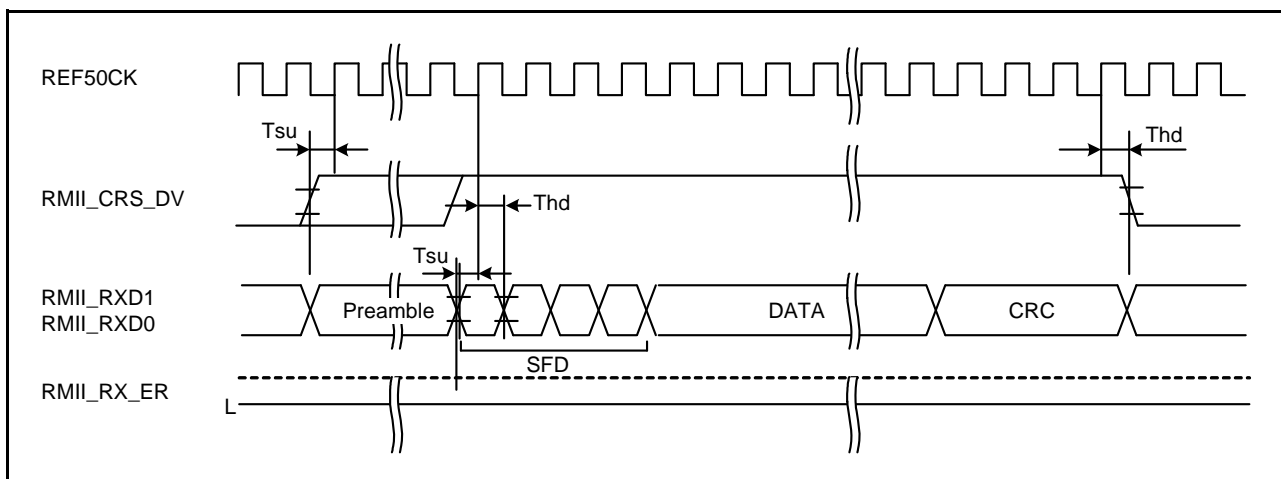 REF50CK
Tsu
Thd
RMII_CRS_DV
Thd
Tsu
RMII_RXD1
RMII_RXD0
Preamble
DATA
CRC
SFD
RMII_RX_ER
L